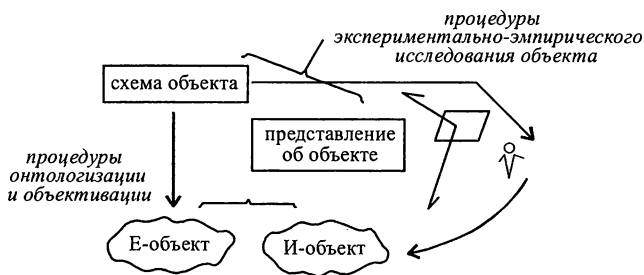 процедуры
экспериментально-эмпирического
исследования объекта
схема объекта
представление
об объекте
процедуры
онтологизации
и объективации
Е-объект
И-объект